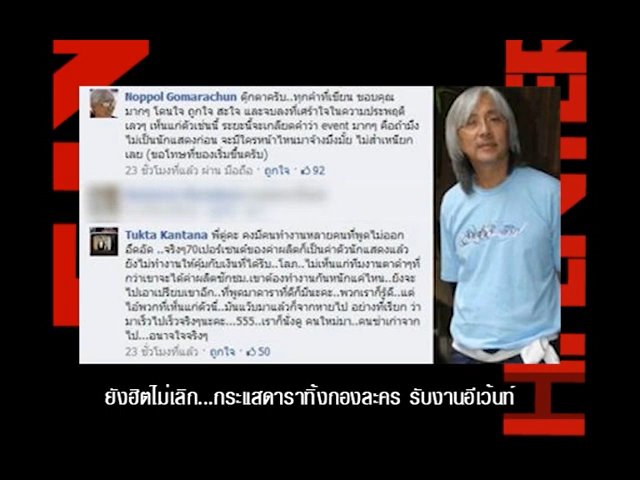 Noppol Gomarachun ตุ๊กตาครับ..ทุกคำที่เขียน ขอบคุณ
มากๆ โดนใจ ถูกใจ สะใจ และจบลงที่เศร้าใจในความประพฤติ
เลวๆ เห็นแก่ตัวเช่นนี้ ระยะนี้จะเกลียดคำว่า event มากๆ คือถ้ามึง
ไม่เป็นนักแสดงก่อน จะมีใครหน้าไหนมาจ้างมึงมั้ย ไม่สำเหนียก
เลย (ขอโทษที่ของเริ่มขึ้นครับ)
23 ชั่วโมงที่แล้ว ผ่าน มือถือ · ถูกใจ · 92
Tukta Kantana พี่ตู่คะ คงมีคนทำงานหลายคนที่พูดไม่ออก
อึดอัด ..จริงๆ70เปอร์เซนต์ของค่าผลิตก็เป็นค่าตัวนักแสดงแล้ว
ยังไม่ทำงานให้คุ้มกับเงินที่ได้รับ..โลภ..ไม่เห็นแก่ทีมงานตาดำๆที่
กว่าเขาจะได้ค่าผลิตซักชม.เขาต้องทำงานกันหนักแค่ไหน..ยังจะ
ไปเอาเปรียบเขาอีก..ที่พูดมาดาราที่ดีก็มีนะคะ..พวกเรารู้ดี..แต่
ไอ้พวกที่เห็นแก่ตัวนี้..มันแว้บมาแล้วก็จากหายไป อย่างที่เรียก ว่า
มาเร็วไปเร็วจริงๆนะคะ...555..เราก็นั่งดู คนใหม่มา..คนเก่าเก่าจาก
ไป...อนาจใจจริงๆ
23 ชั่วโมงที่แล้ว · ถูกใจ · 50
ยังฮิตไม่เลิก...กระแสดาราทิ้งกองละคร รับงานอีเว้นท์